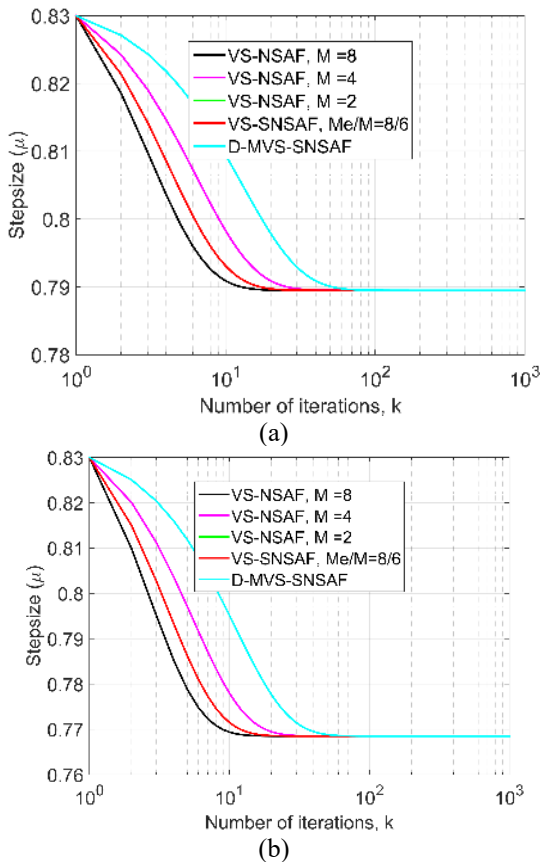 0.83
0.82
0.81
0.8
0.79
0.78
Stepsize (μ)
VS-NSAF, M =8
VS-NSAF, M =4
VS-NSAF, M =2
VS-SNSAF, Me/M=8/6
D-MVS-SNSAF
10^0 10^1 10^2 10^3
Number of iterations, k
(a)
0.83
0.82
0.81
0.8
0.79
0.78
0.77
0.76
Stepsize (μ)
VS-NSAF, M =8
VS-NSAF, M =4
VS-NSAF, M =2
VS-SNSAF, Me/M=8/6
D-MVS-SNSAF
10^0 10^1 10^2 10^3
Number of iterations, k
(b)